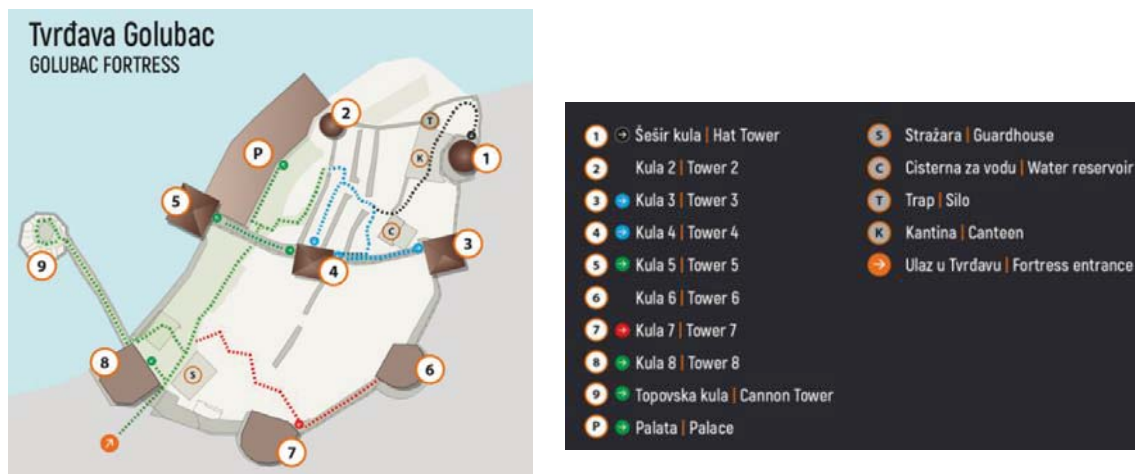 Tvrđava Golubac
GOLUBAC FORTRESS
2
T
1
P
K
5
C
3
9
4
8
S
6
7
1 Šešir kula | Hat Tower
2 Kula 2 | Tower 2
3 Kula 3 | Tower 3
4 Kula 4 | Tower 4
5 Kula 5 | Tower 5
6 Kula 6 | Tower 6
7 Kula 7 | Tower 7
8 Kula 8 | Tower 8
9 Topovska kula | Cannon Tower
P Palata | Palace
S Stražara | Guardhouse
C Cisterna za vodu | Water reservoir
T Trap | Silo
K Kantina | Canteen
Ulaz u Tvrđavu | Fortress entrance